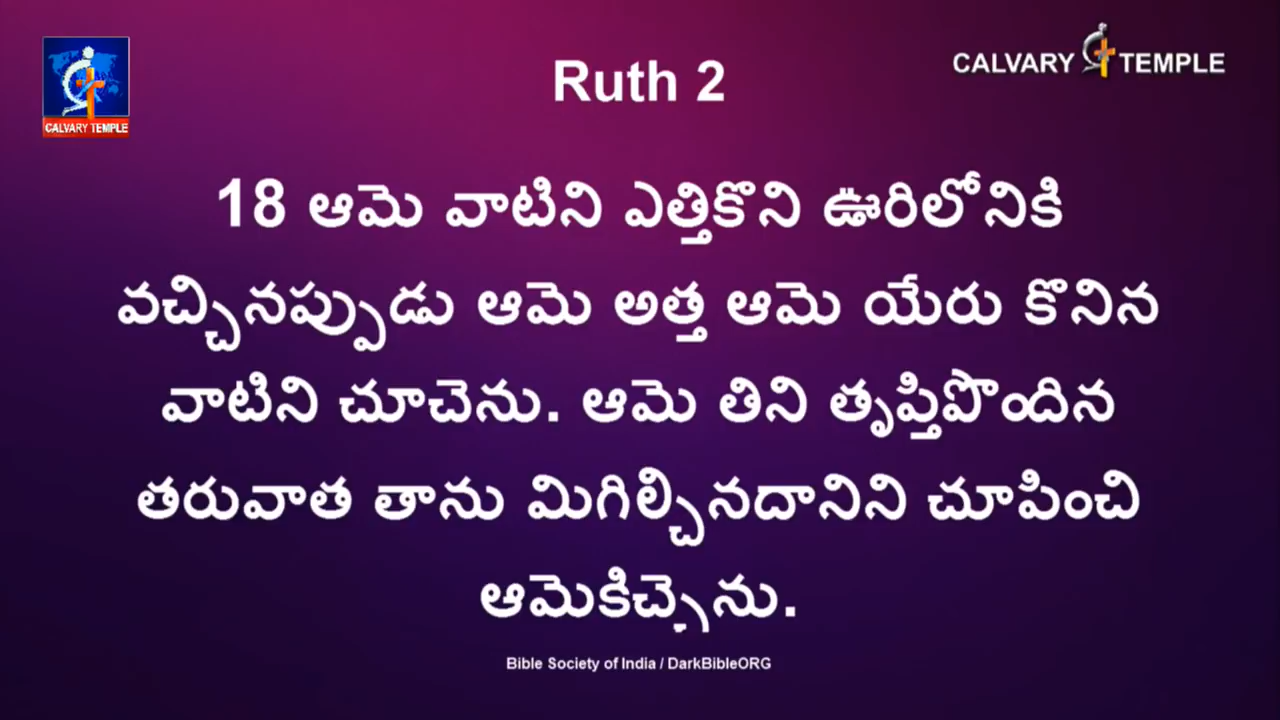 Ruth 2
CALVARY TEMPLE
CALVARY TEMPLE
18 ఆమె వాటిని ఎత్తికొని ఊరిలోనికి
వచ్చినప్పుడు ఆమె అత్త ఆమె యేరు కొనిన
వాటిని చూచెను. ఆమె తిని తృప్తిపొందిన
తరువాత తాను మిగిల్చినదానిని చూపించి
ఆమెకిచ్చెను.
Bible Society of India / DarkBibleORG